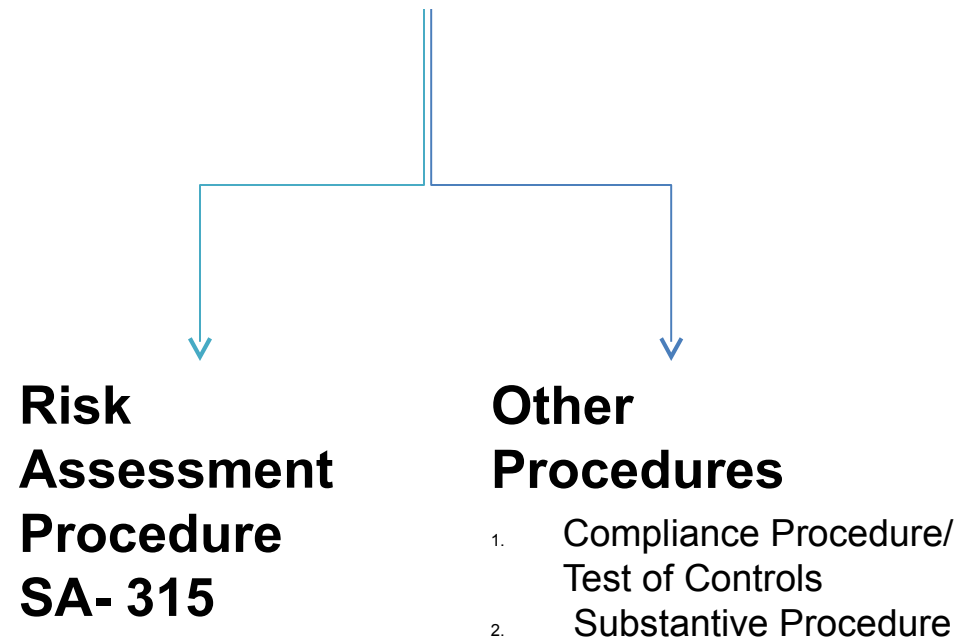 Risk
Assessment
Procedure
SA- 315
Other
Procedures
1. Compliance Procedure/
Test of Controls
2. Substantive Procedure